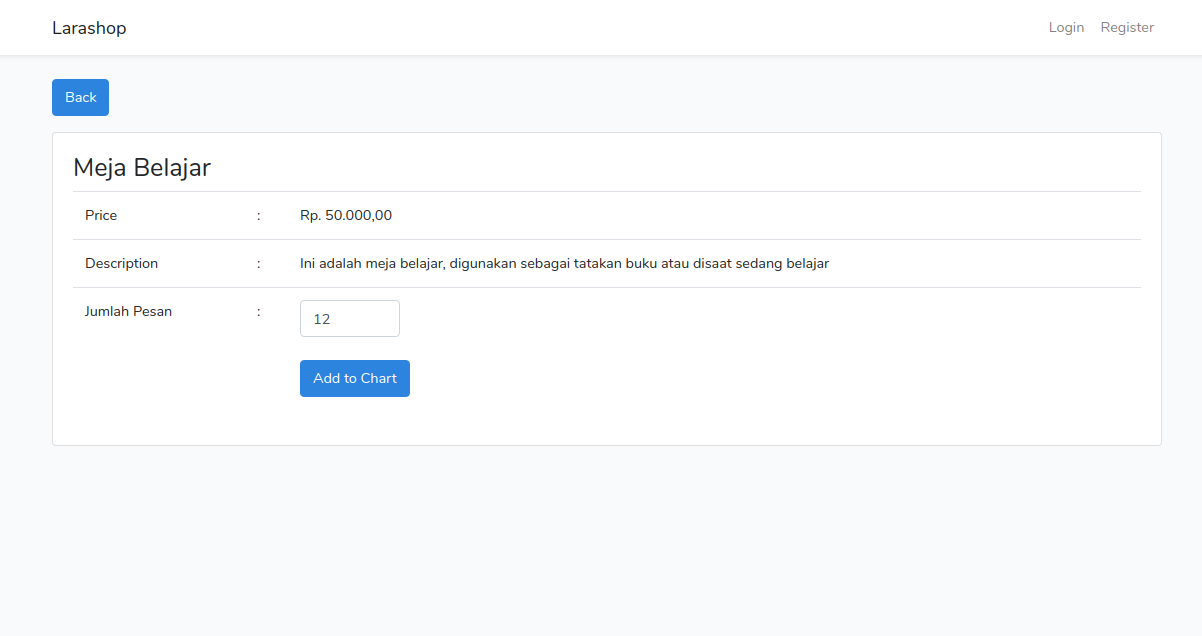 Larashop Login Register
Back
Meja Belajar
Price : Rp. 50.000,00
Description : Ini adalah meja belajar, digunakan sebagai tatakan buku atau disaat sedang belajar
Jumlah Pesan : 12
Add to Chart